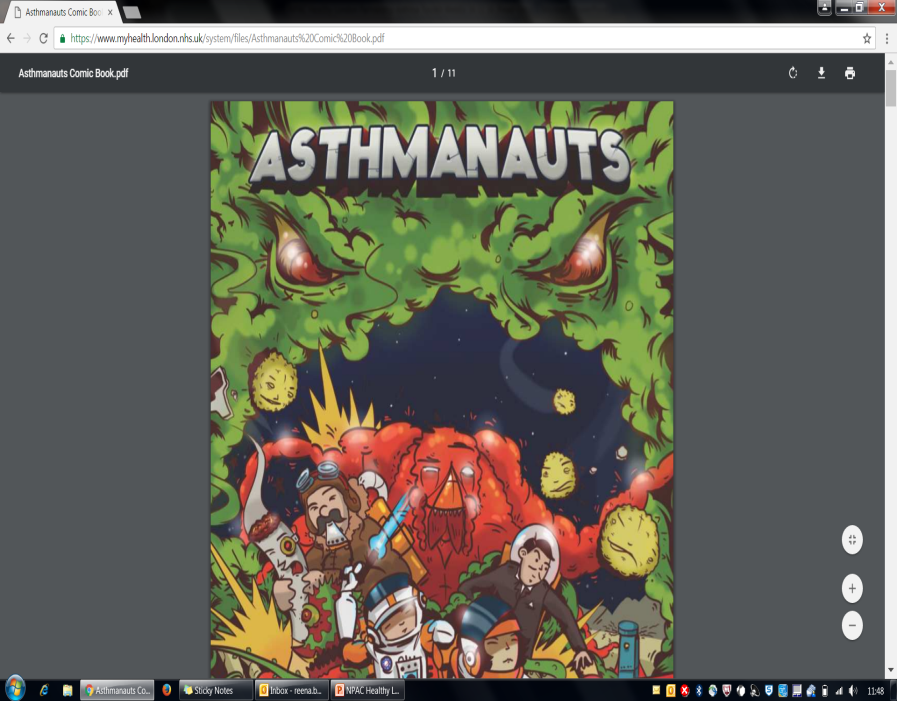 Asthmanauts Comic Boo
https://www.myhealth.london.nhs.uk/system/files/Asthmanauts%20Comic%20Book.pdf
Asthmanauts Comic Book.pdf
1 / 11
ASTHMANAUTS
Asthmanauts Co...
Sticky Notes
Inbox - reena.b...
NPAC Healthy L...
11:48